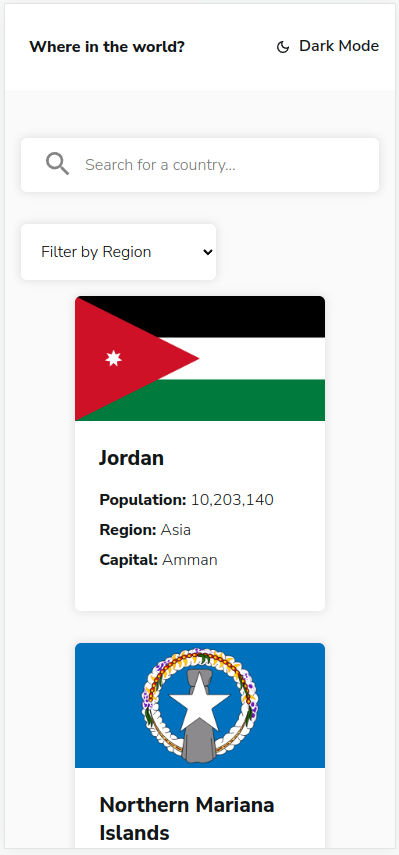 Where in the world?
Dark Mode
Search for a country...
Filter by Region
Jordan
Population: 10,203,140
Region: Asia
Capital: Amman
Northern Mariana
Islands